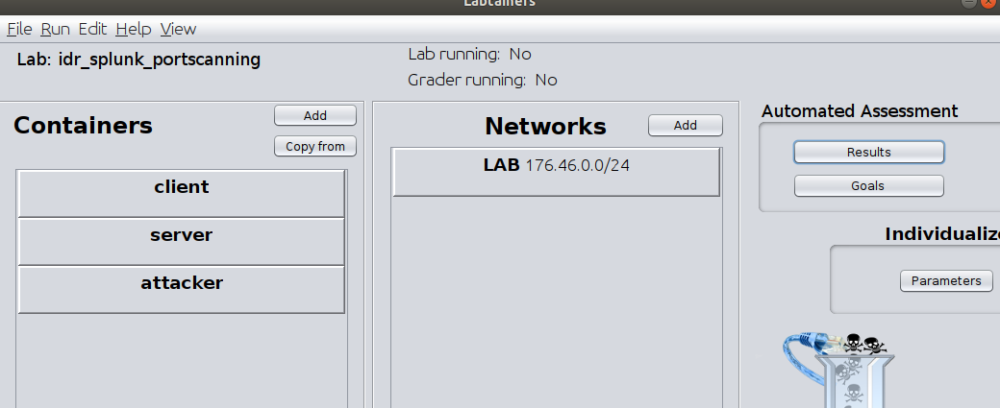 Labtainers
File Run Edit Help View
Lab: idr_splunk_portscanning
Lab running: No
Grader running: No
Containers
Add
Copy from
client
server
attacker
Networks
Add
LAB 176.46.0.0/24
Automated Assessment
Results
Goals
Individualize
Parameters